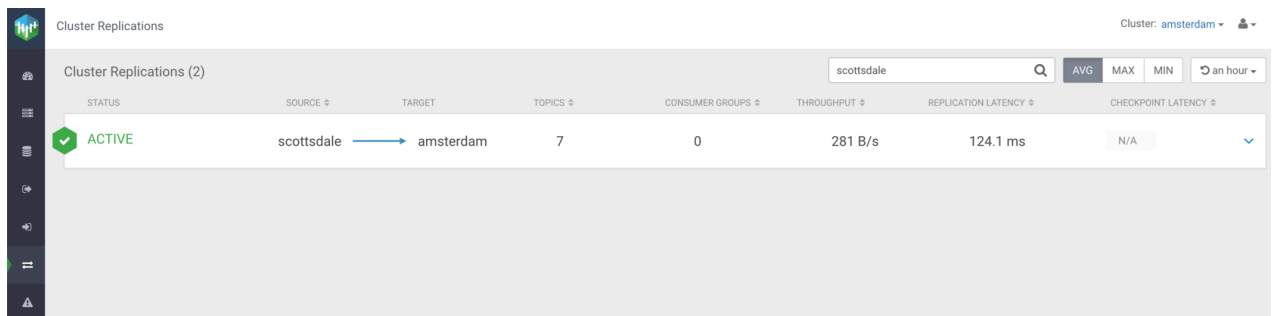 Cluster Replications
Cluster: amsterdam
Cluster Replications (2)
scottsdale
AVG MAX MIN an hour
STATUS SOURCE TARGET TOPICS CONSUMER GROUPS THROUGHPUT REPLICATION LATENCY CHECKPOINT LATENCY
ACTIVE scottsdale amsterdam 7 0 281 B/s 124.1 ms N/A